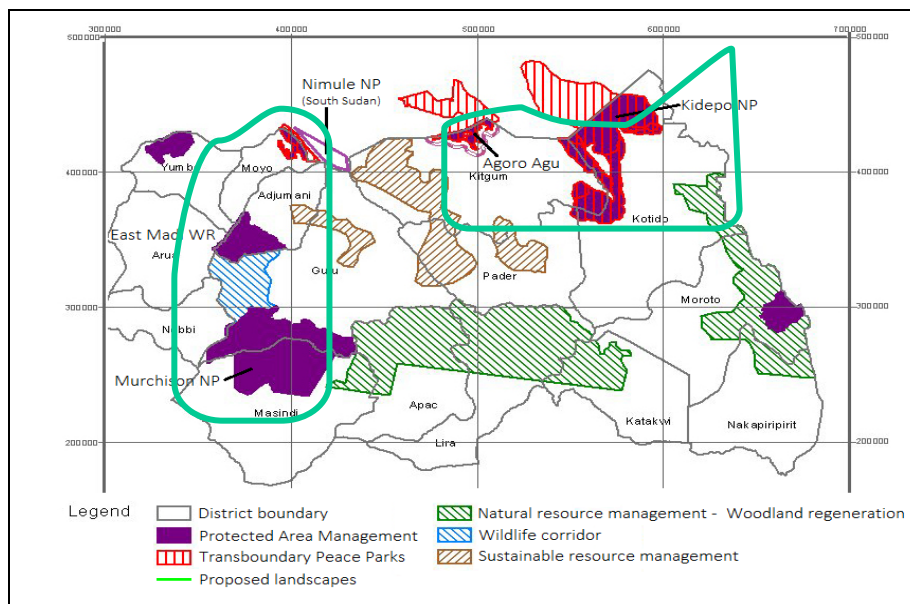 300000 400000 500000 600000 700000
500000 500000
Nimule NP
(South Sudan)
Kidepo NP
Agoro Agu
Yumb
Moyo
400000 400000
Kitgum
Adjumani
Kotido
East Madi WR
Arua
Gulu
Pader
300000 300000
Moroto
Nebbi
Murchison NP
Masindi
Apac
Katakwi
Nakapiripirit
Lira
200000 200000
Legend
District boundary
Protected Area Management
Transboundary Peace Parks
Proposed landscapes
Natural resource management - Woodland regeneration
Wildlife corridor
Sustainable resource management